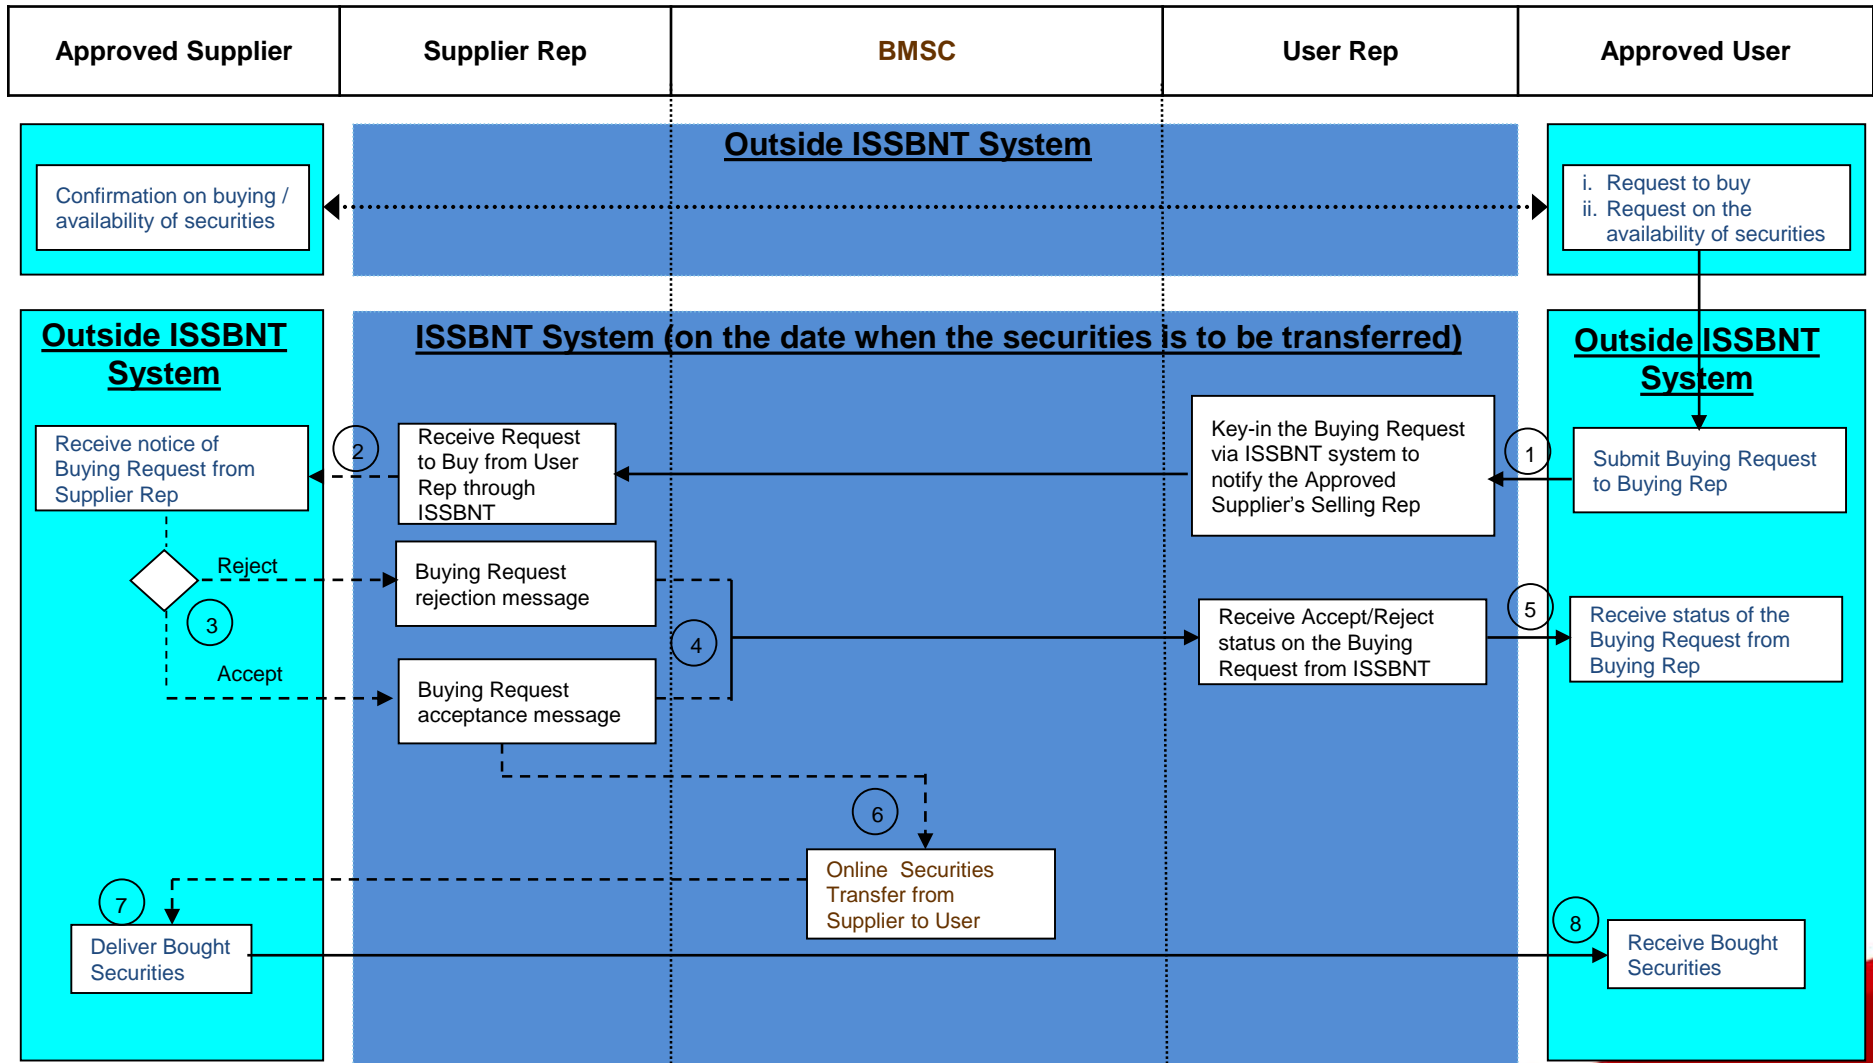 Approved Supplier
Supplier Rep
BMSC
User Rep
Approved User
Outside ISSBNT System
Confirmation on buying /
availability of securities
i. Request to buy
ii. Request on the
availability of securities
Outside ISSBNT
System
ISSBNT System (on the date when the securities is to be transferred)
Outside ISSBNT
System
Receive notice of
Buying Request from
Supplier Rep
2
Receive Request
to Buy from User
Rep through
ISSBNT
Key-in the Buying Request
via ISSBNT system to
notify the Approved
Supplier's Selling Rep
1
Submit Buying Request
to Buying Rep
Reject
3
Accept
Buying Request
rejection message
4
Buying Request
acceptance message
Receive Accept/Reject
status on the Buying
Request from ISSBNT
5
Receive status of the
Buying Request from
Buying Rep
6
Online Securities
Transfer from
Supplier to User
7
Deliver Bought
Securities
8
Receive Bought
Securities